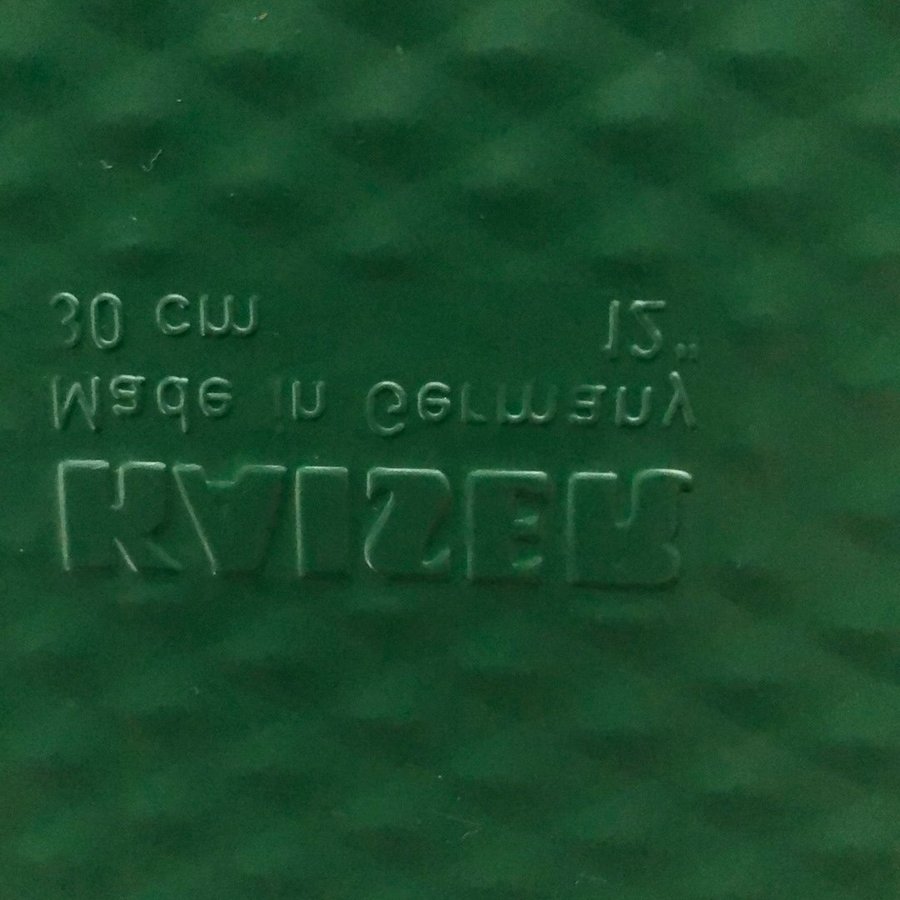 KAISER
Made in Germany
30 cm 12"